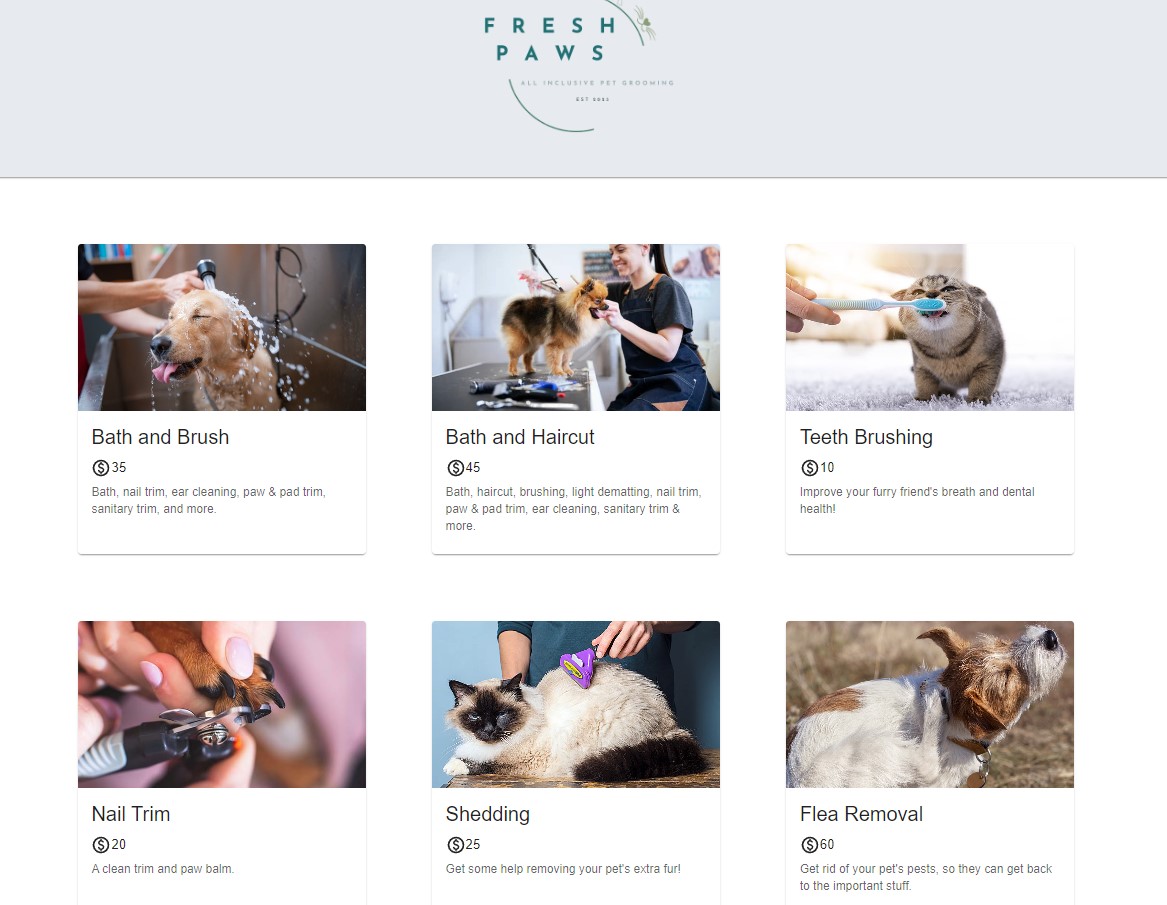 FRESH
PAWS
ALL INCLUSIVE PET GROOMING
Bath and Brush
$35
Bath, nail trim, ear cleaning, paw & pad trim,
sanitary trim, and more.
Bath and Haircut
$45
Bath, haircut, brushing, light dematting, nail trim,
paw & pad trim, ear cleaning, sanitary trim &
more.
Teeth Brushing
$10
Improve your furry friend's breath and dental
health!
Nail Trim
$20
A clean trim and paw balm.
Shedding
$25
Get some help removing your pet's extra fur!
Flea Removal
$60
Get rid of your pet's pests, so they can get back
to the important stuff.